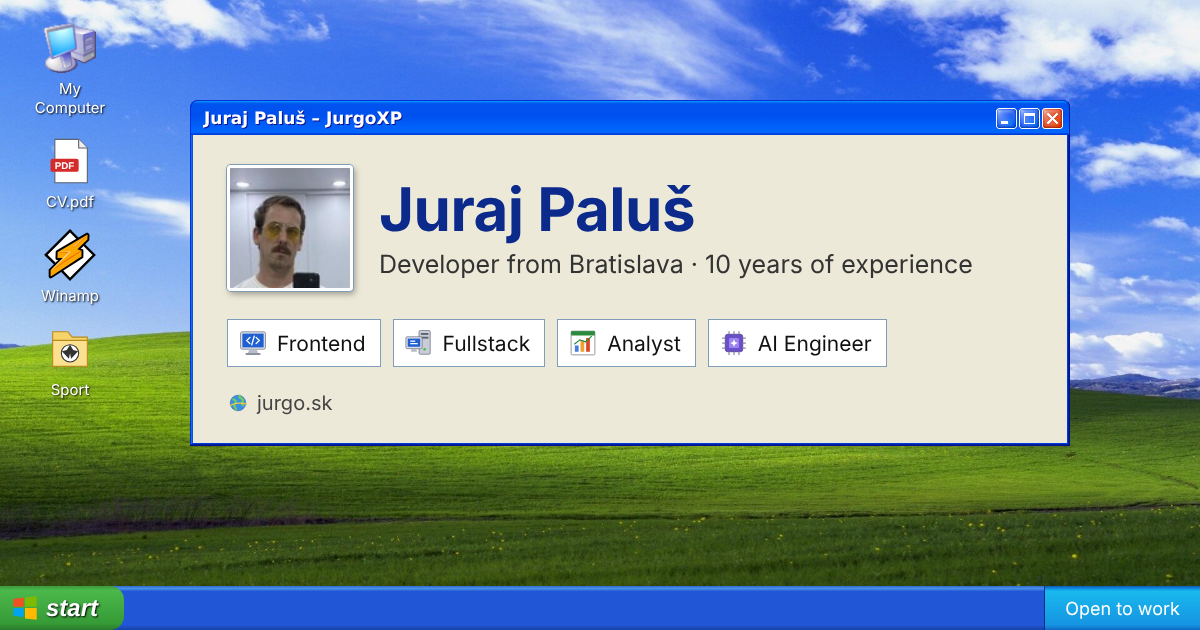 My
Computer
PDF
CV.pdf
Winamp
Sport
Juraj Paluš – JurgoXP
Juraj Paluš
Developer from Bratislava · 10 years of experience
Frontend
Fullstack
Analyst
AI Engineer
jurgo.sk
start
Open to work